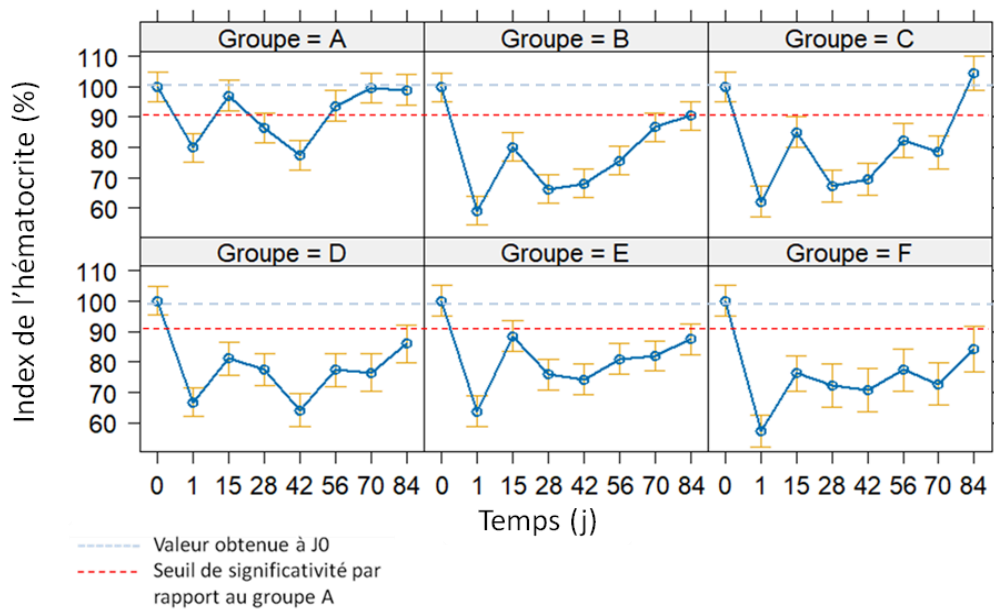 Groupe = A Groupe = B Groupe = C
110
100
90
80
70
60
Groupe = D Groupe = E Groupe = F
110
100
90
80
70
60
Index de l'hématocrite (%)
0 1 15 28 42 56 70 84 0 1 15 28 42 56 70 84 0 1 15 28 42 56 70 84
Temps (j)
Valeur obtenue à J0
Seuil de significativité par
rapport au groupe A